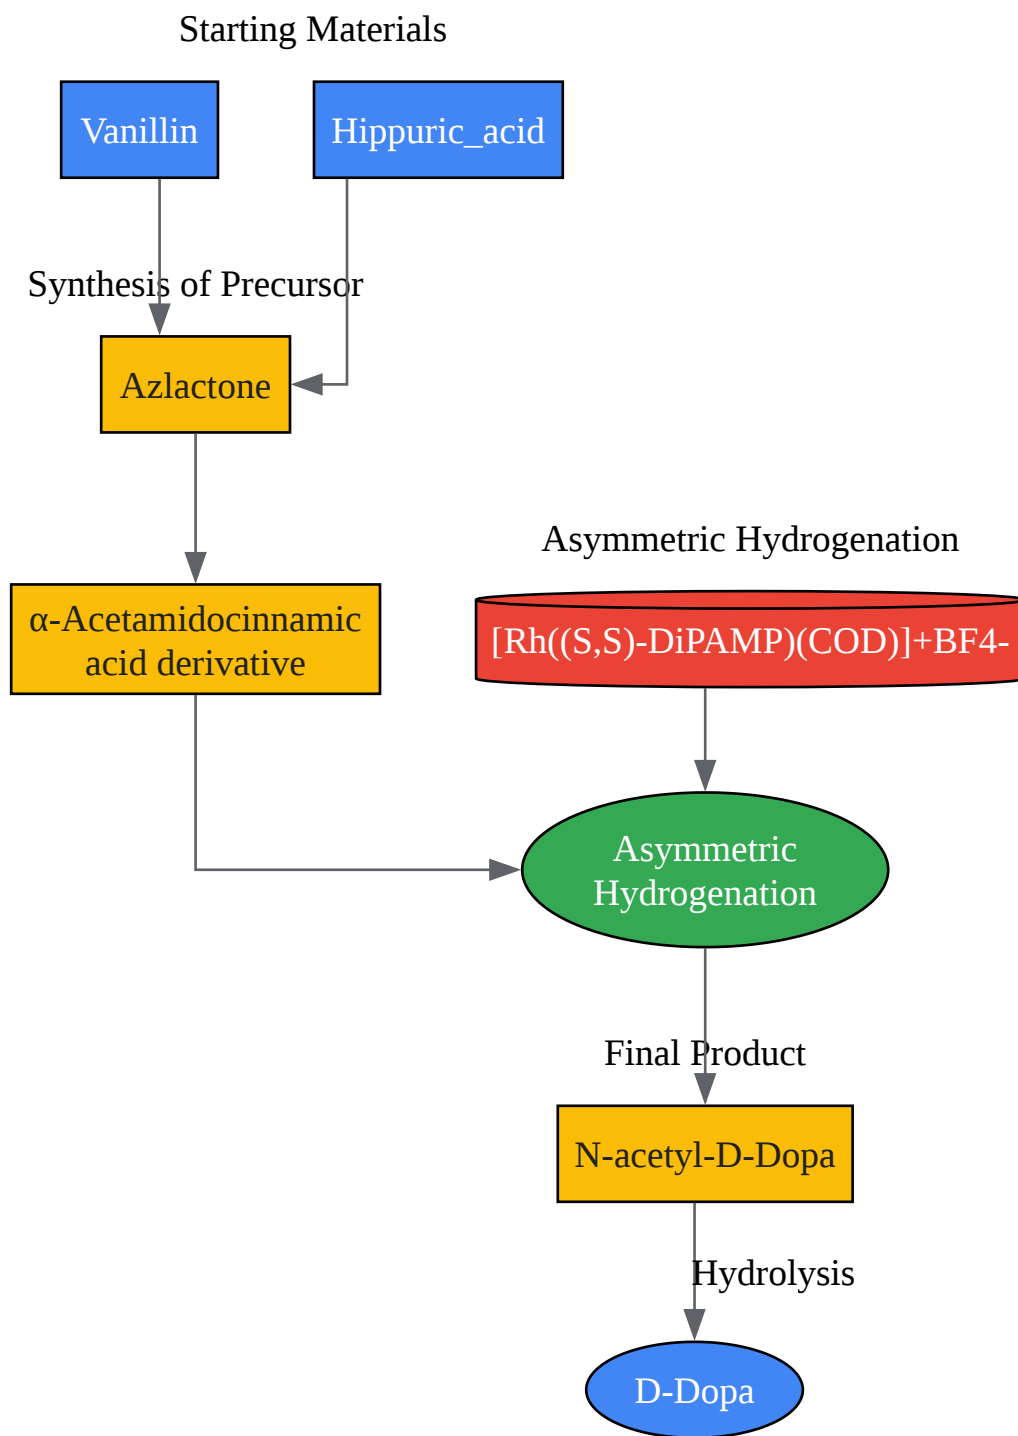 Starting Materials
Vanillin
Hippuric_acid
Synthesis of Precursor
Azlactone
α-Acetamidocinnamic
acid derivative
Asymmetric Hydrogenation
[Rh((S,S)-DiPAMP)(COD)]+BF4-
Asymmetric
Hydrogenation
Final Product
N-acetyl-D-Dopa
Hydrolysis
D-Dopa